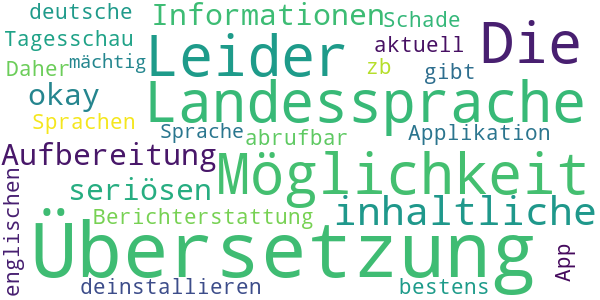 deutsche Informationen Schade Die
Tagesschau Leider aktuell
Daher mächtig zb gibt
okay Landessprache
Sprachen Sprache abrufbar Applikation
Aufbereitung Möglichkeit
englischen seriösen inhaltliche
Berichterstattung
Übersetzung App
deinstallieren bestens